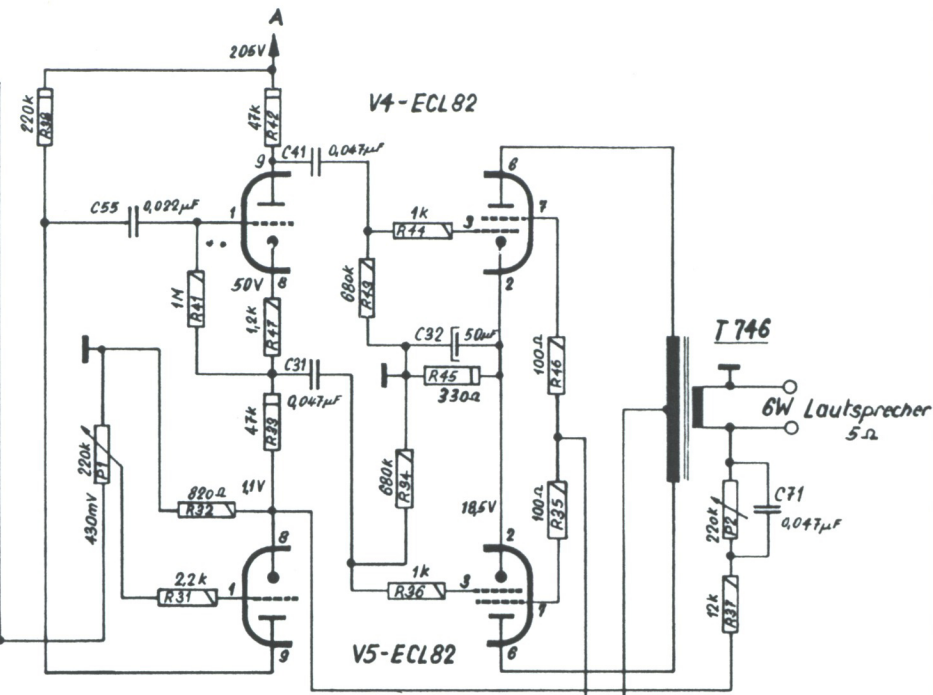 A
205V
220k
R38
47k
R42
V4-ECL82
C41
0,047µF
9
6
C55
0,022µF
1
1k
R44
3
7
50V
8
2
1M
R41
1,2k
R47
680k
R43
C32
50µF
100Ω
R46
T746
C31
0,047µF
R45
330Ω
6W Lautsprecher
5Ω
47k
R33
220k
P1
430mV
820Ω
R32
1,1V
680k
R34
18,5V
100Ω
R35
220k
P2
C71
0,047µF
8
2
2,2k
R31
1
1k
R36
3
7
12k
R37
9
V5-ECL82
6